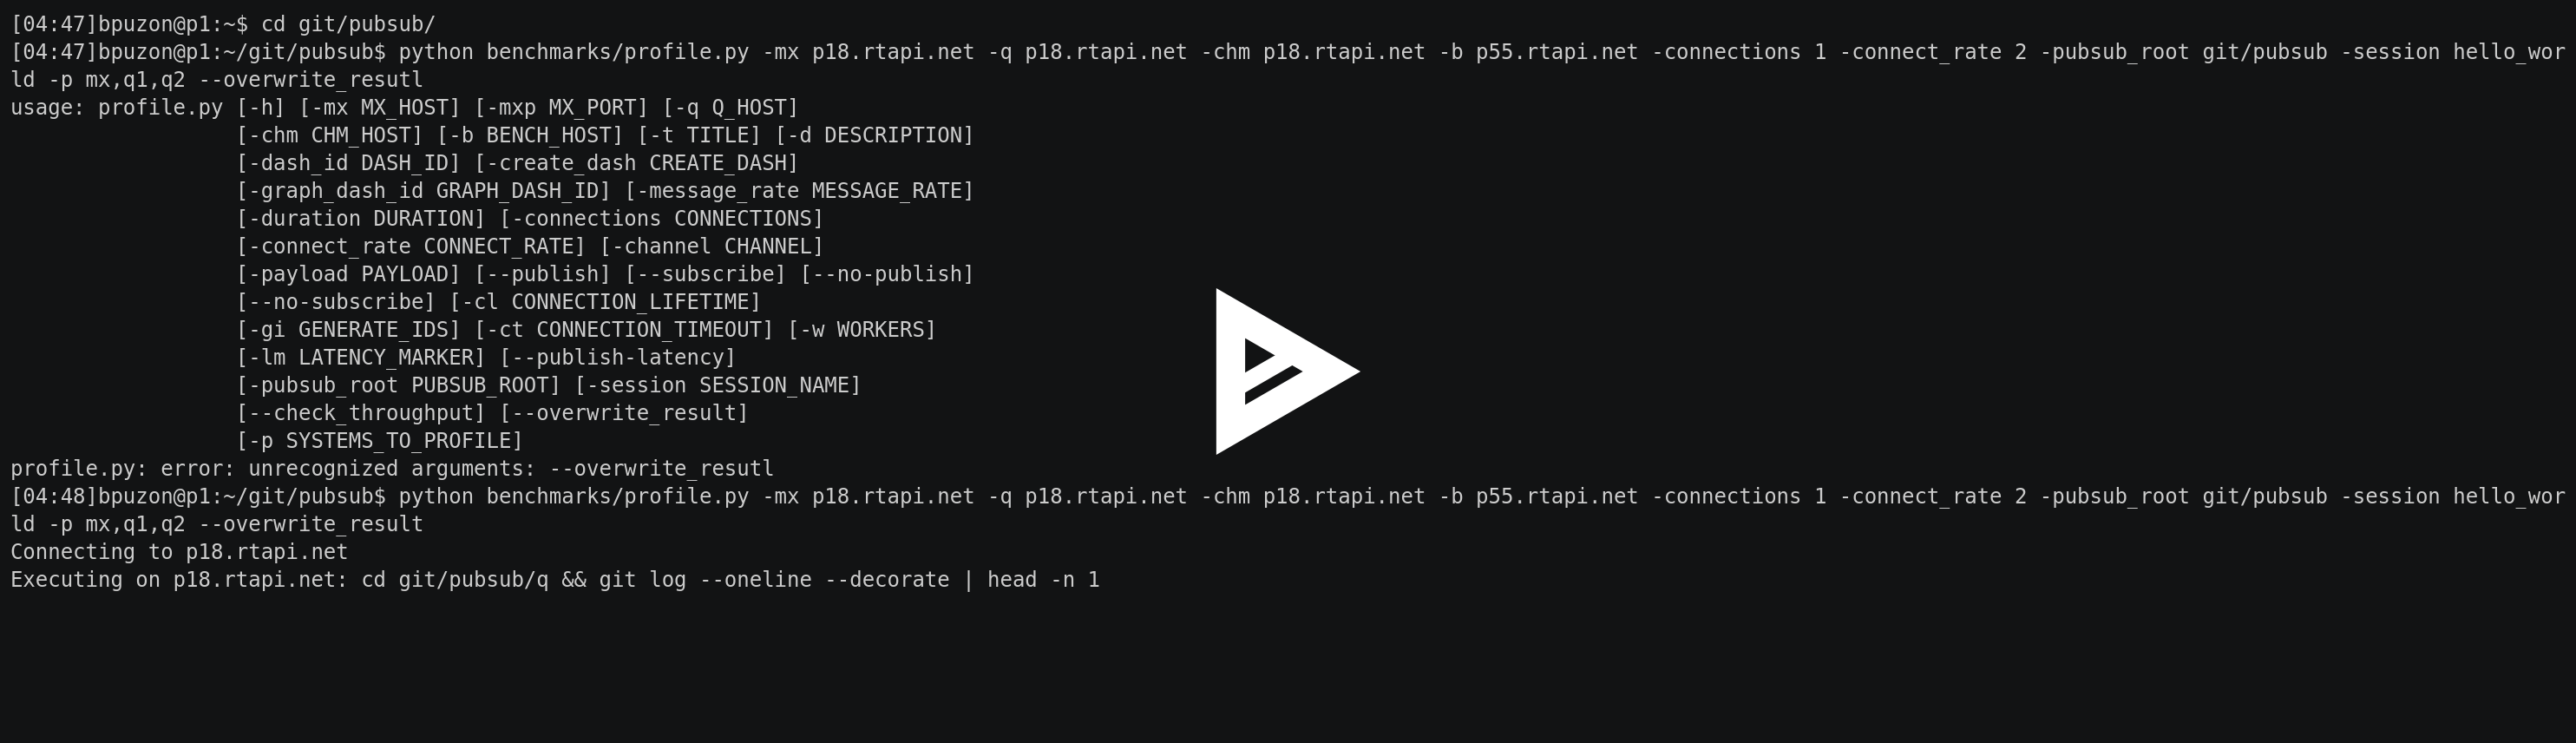 [04:47]bpuzon@p1:~$ cd git/pubsub/
[04:47]bpuzon@p1:~/git/pubsub$ python benchmarks/profile.py -mx p18.rtapi.net -q p18.rtapi.net -chm p18.rtapi.net -b p55.rtapi.net -connections 1 -connect_rate 2 -pubsub_root git/pubsub -session hello_wor
ld -p mx,q1,q2 --overwrite_resutl
usage: profile.py [-h] [-mx MX_HOST] [-mxp MX_PORT] [-q Q_HOST]
                  [-chm CHM_HOST] [-b BENCH_HOST] [-t TITLE] [-d DESCRIPTION]
                  [-dash_id DASH_ID] [-create_dash CREATE_DASH]
                  [-graph_dash_id GRAPH_DASH_ID] [-message_rate MESSAGE_RATE]
                  [-duration DURATION] [-connections CONNECTIONS]
                  [-connect_rate CONNECT_RATE] [-channel CHANNEL]
                  [-payload PAYLOAD] [--publish] [--subscribe] [--no-publish]
                  [--no-subscribe] [-cl CONNECTION_LIFETIME]
                  [-gi GENERATE_IDS] [-ct CONNECTION_TIMEOUT] [-w WORKERS]
                  [-lm LATENCY_MARKER] [--publish-latency]
                  [-pubsub_root PUBSUB_ROOT] [-session SESSION_NAME]
                  [--check_throughput] [--overwrite_result]
                  [-p SYSTEMS_TO_PROFILE]
profile.py: error: unrecognized arguments: --overwrite_resutl
[04:48]bpuzon@p1:~/git/pubsub$ python benchmarks/profile.py -mx p18.rtapi.net -q p18.rtapi.net -chm p18.rtapi.net -b p55.rtapi.net -connections 1 -connect_rate 2 -pubsub_root git/pubsub -session hello_wor
ld -p mx,q1,q2 --overwrite_result
Connecting to p18.rtapi.net
Executing on p18.rtapi.net: cd git/pubsub/q && git log --oneline --decorate | head -n 1